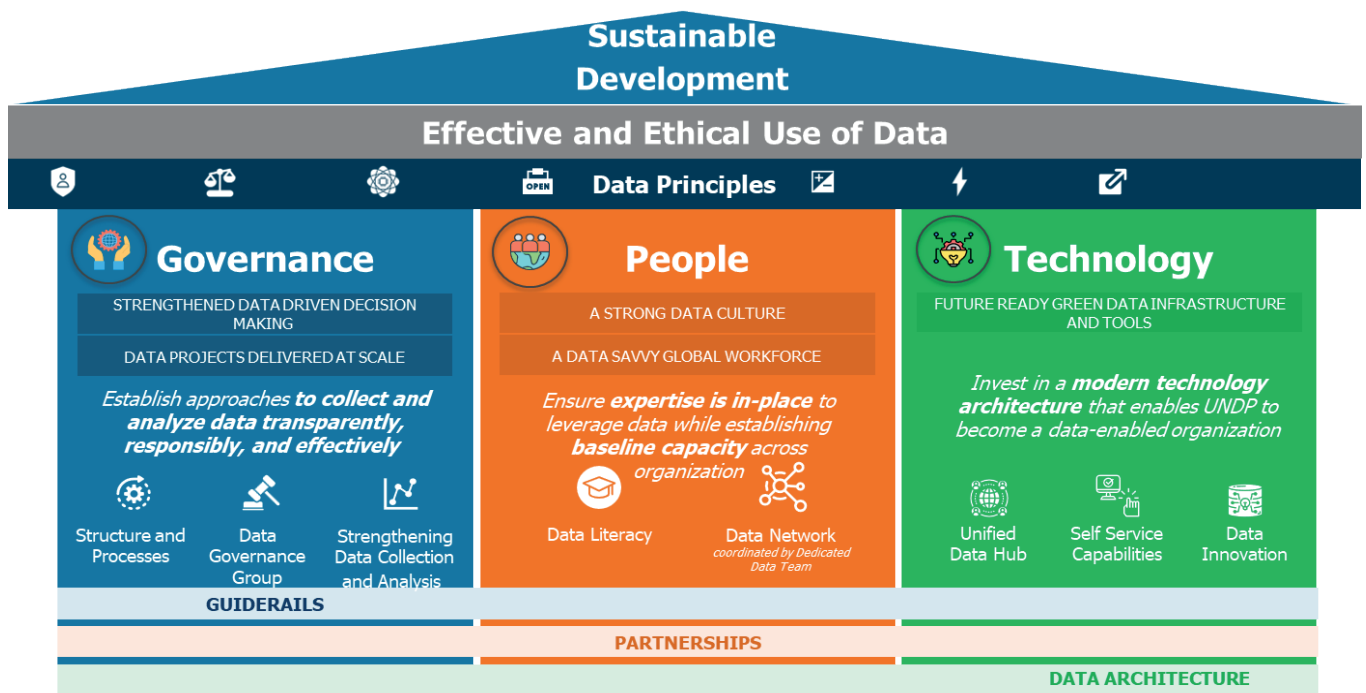 Sustainable
Development
Effective and Ethical Use of Data
OPEN
Data Principles
Governance
STRENGTHENED DATA DRIVEN DECISION
MAKING
DATA PROJECTS DELIVERED AT SCALE
Establish approaches to collect and
analyze data transparently,
responsibly, and effectively
Structure and
Processes
Data
Governance
Group
Strengthening
Data Collection
and Analysis
People
A STRONG DATA CULTURE
A DATA SAVVY GLOBAL WORKFORCE
Ensure expertise is in-place to
leverage data while establishing
baseline capacity across
organization
Data Literacy
Data Network
coordinated by Dedicated
Data Team
Technology
FUTURE READY GREEN DATA INFRASTRUCTURE
AND TOOLS
Invest in a modern technology
architecture that enables UNDP to
become a data-enabled organization
Unified
Data Hub
Self Service
Capabilities
Data
Innovation
GUIDERAILS
PARTNERSHIPS
DATA ARCHITECTURE